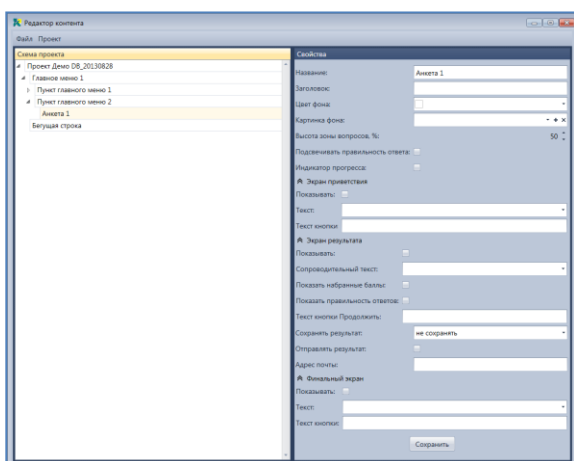 Редактор контента
Файл Проект
Схема проекта
Проект Демо DB_20130828
Главное меню 1
Пункт главного меню 1
Пункт главного меню 2
Анкета 1
Бегущая строка
Свойства
Название: Анкета 1
Заголовок:
Цвет фона:
Картинка фона:
Высота зоны вопросов, %: 50
Подсвечивать правильность ответа:
Индикатор прогресса:
Экран приветствия
Показывать:
Текст:
Текст кнопки:
Экран результата
Показывать:
Сопроводительный текст:
Показать набранные баллы:
Показать правильность ответов:
Текст кнопки Продолжить:
Сохранять результат: не сохранять
Отправлять результат:
Адрес почты:
Финальный экран
Показывать:
Текст:
Текст кнопки:
Сохранить